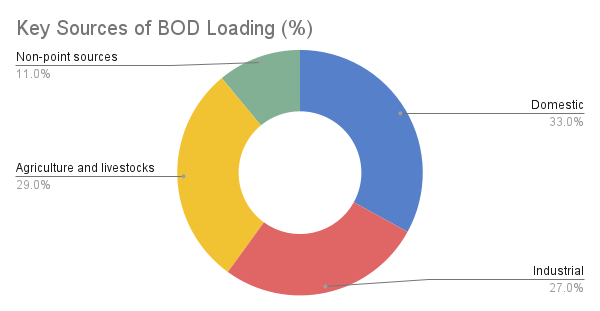 Key Sources of BOD Loading (%)
Non-point sources
11.0%
Domestic
33.0%
Agriculture and livestocks
29.0%
Industrial
27.0%